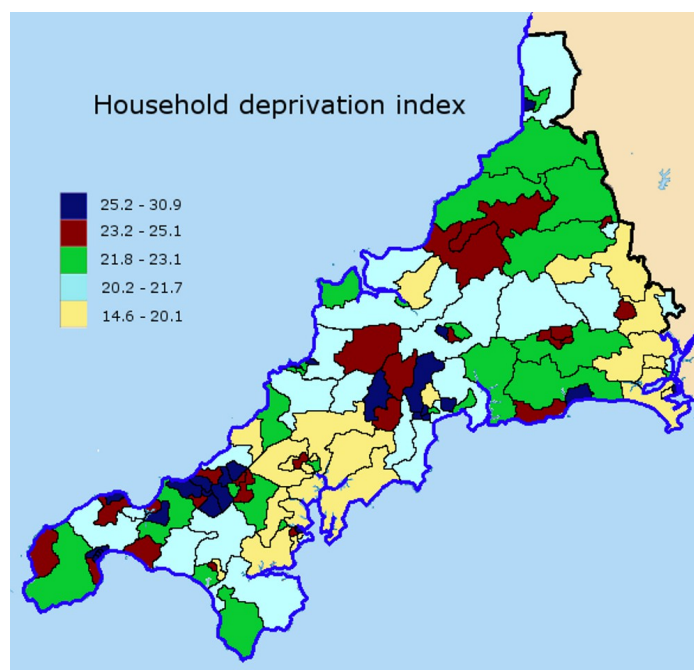 Household deprivation index
25.2 - 30.9
23.2 - 25.1
21.8 - 23.1
20.2 - 21.7
14.6 - 20.1